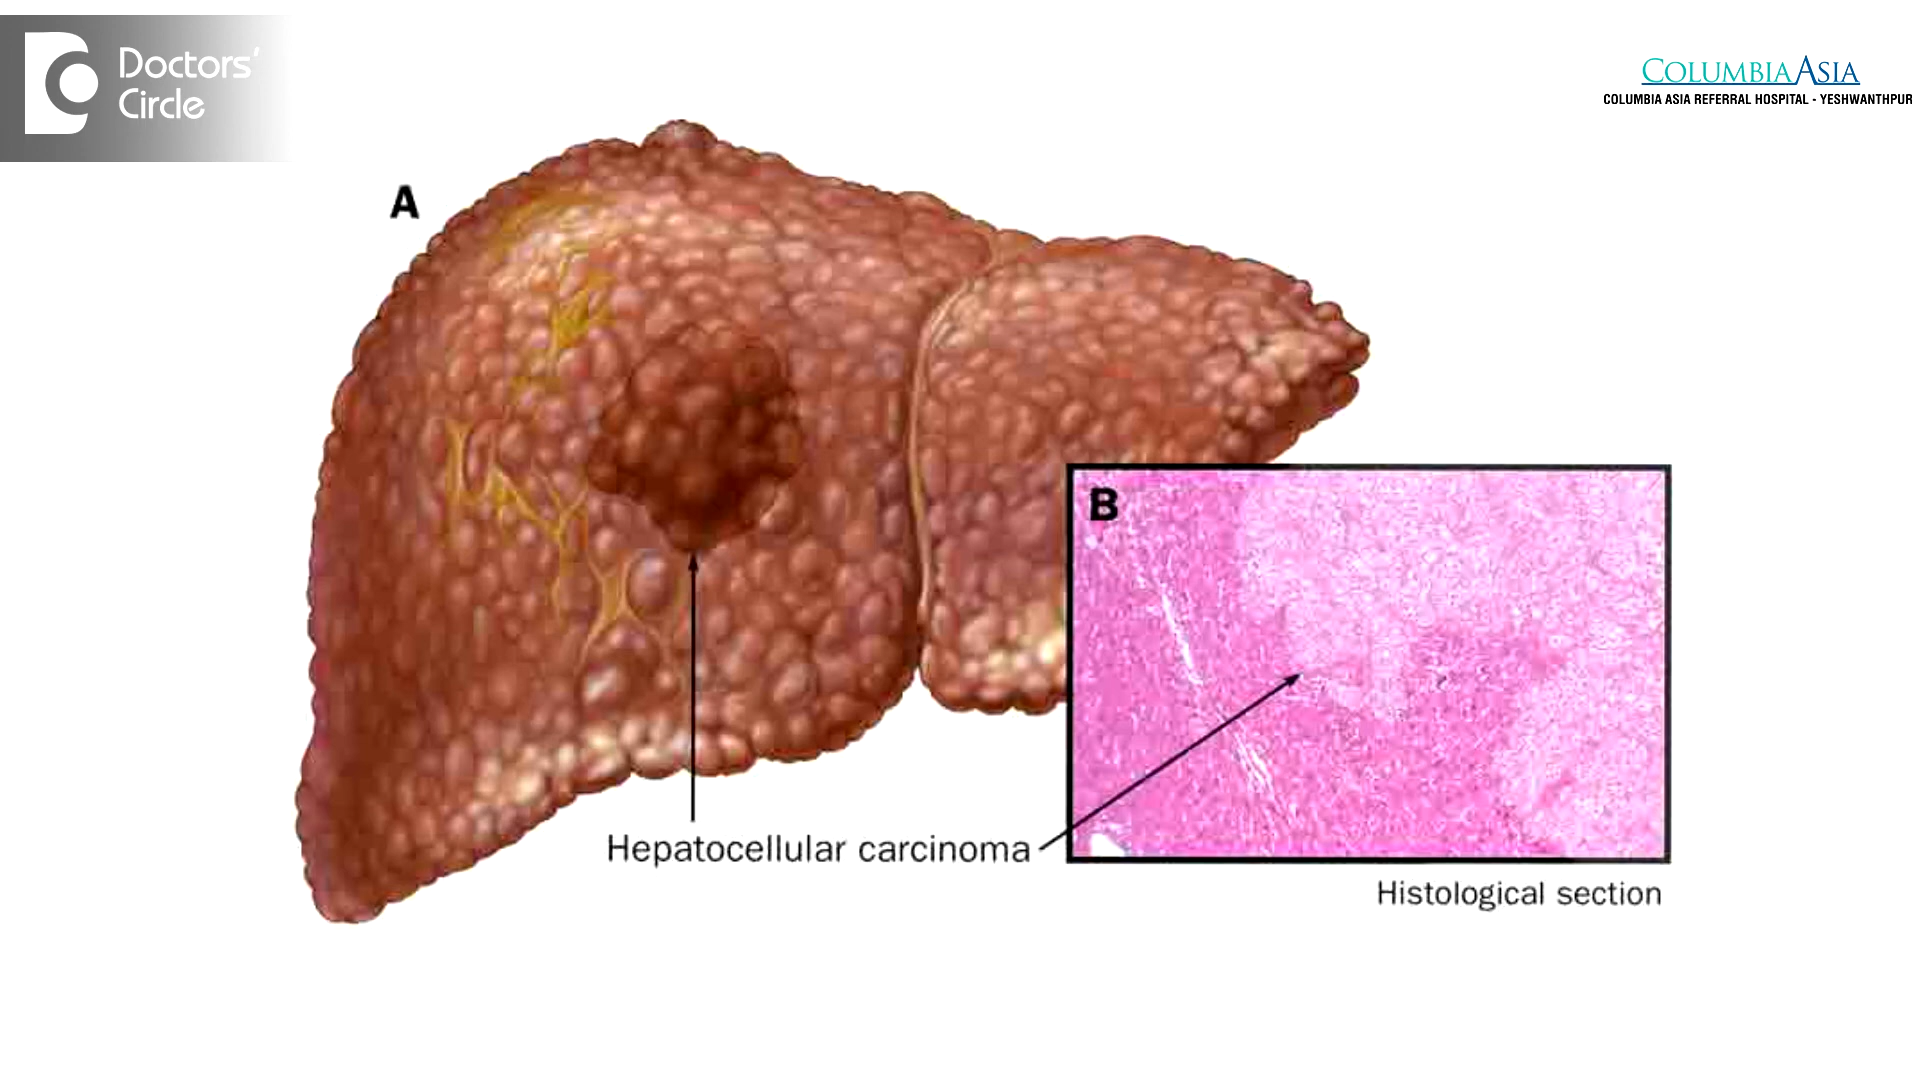 Doctors'
Circle
COLUMBIA ASIA
COLUMBIA ASIA REFERRAL HOSPITAL - YESHWANTHPUR
A
B
Hepatocellular carcinoma
Histological section